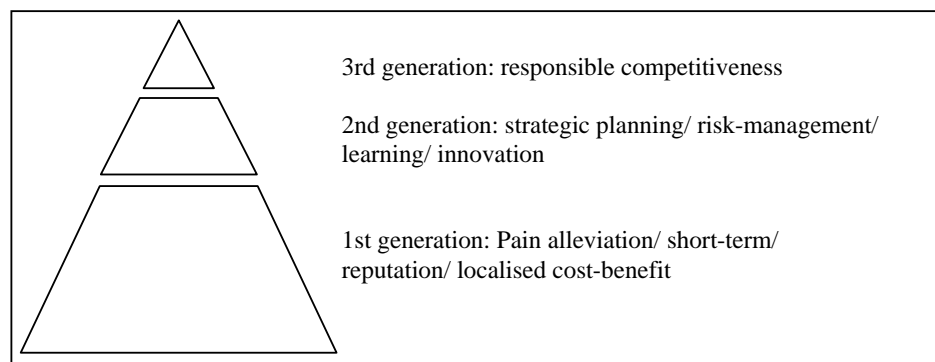 3rd generation: responsible competitiveness
2nd generation: strategic planning/ risk-management/
learning/ innovation
1st generation: Pain alleviation/ short-term/
reputation/ localised cost-benefit